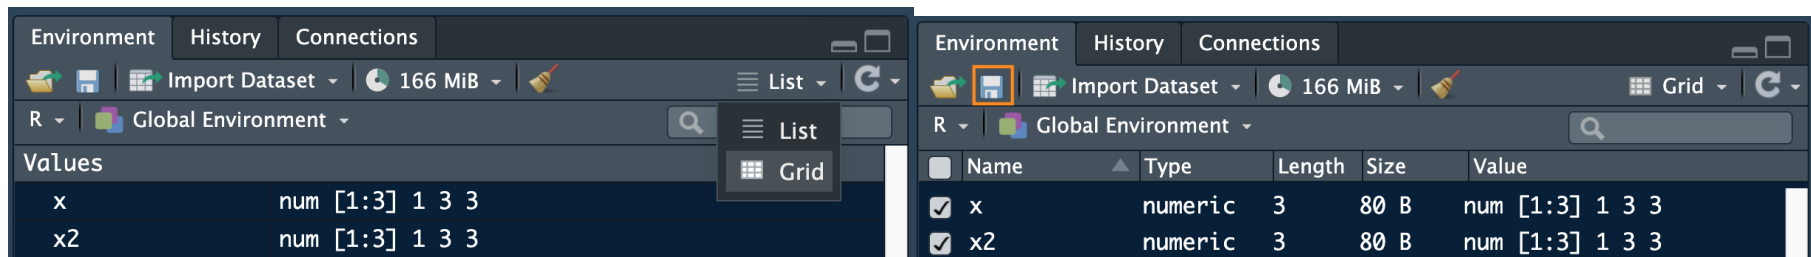 Environment History Connections
Import Dataset 166 MiB List
R Global Environment
List
Grid
Values
x num [1:3] 1 3 3
x2 num [1:3] 1 3 3
Environment History Connections
Import Dataset 166 MiB Grid
R Global Environment
Name Type Length Size Value
x numeric 3 80 B num [1:3] 1 3 3
x2 numeric 3 80 B num [1:3] 1 3 3